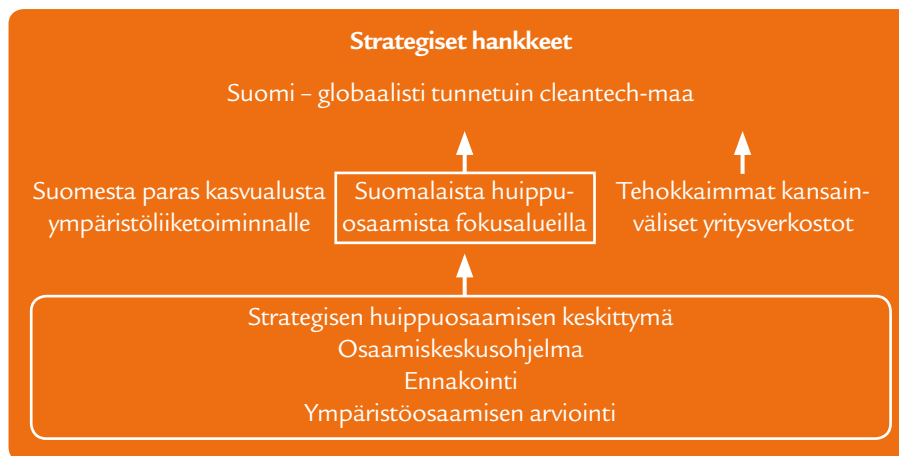 Strategiset hankkeet
Suomi – globaalisti tunnetuin cleantech-maa
Suomesta paras kasvualusta
ympäristöliiketoiminnalle
Suomalaista huippu-
osaamista fokusalueilla
Tehokkaimmat kansain-
väliset yritysverkostot
Strategisen huippuosaamisen keskittymä
Osaamiskeskusohjelma
Ennakointi
Ympäristöosaamisen arviointi